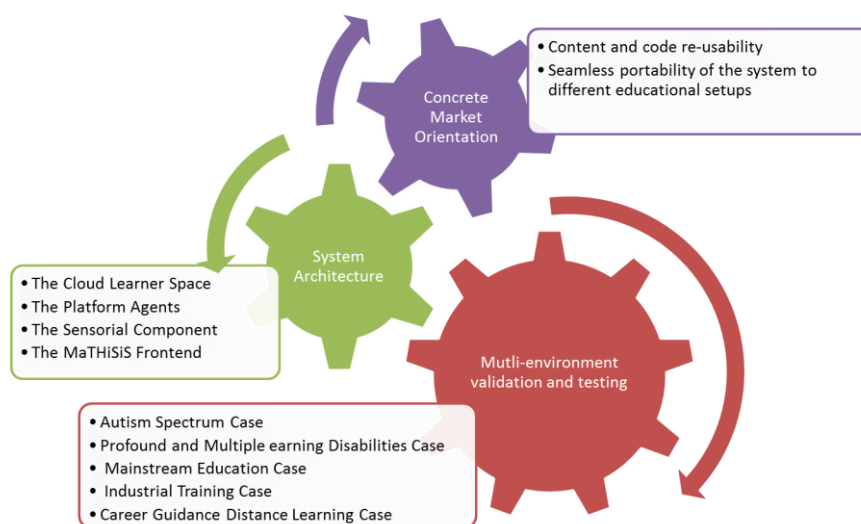 Concrete
Market
Orientation
• Content and code re-usability
• Seamless portability of the system to
different educational setups
System
Architecture
• The Cloud Learner Space
• The Platform Agents
• The Sensorial Component
• The MaTHiSiS Frontend
Mutli-environment
validation and testing
• Autism Spectrum Case
• Profound and Multiple earning Disabilities Case
• Mainstream Education Case
• Industrial Training Case
• Career Guidance Distance Learning Case